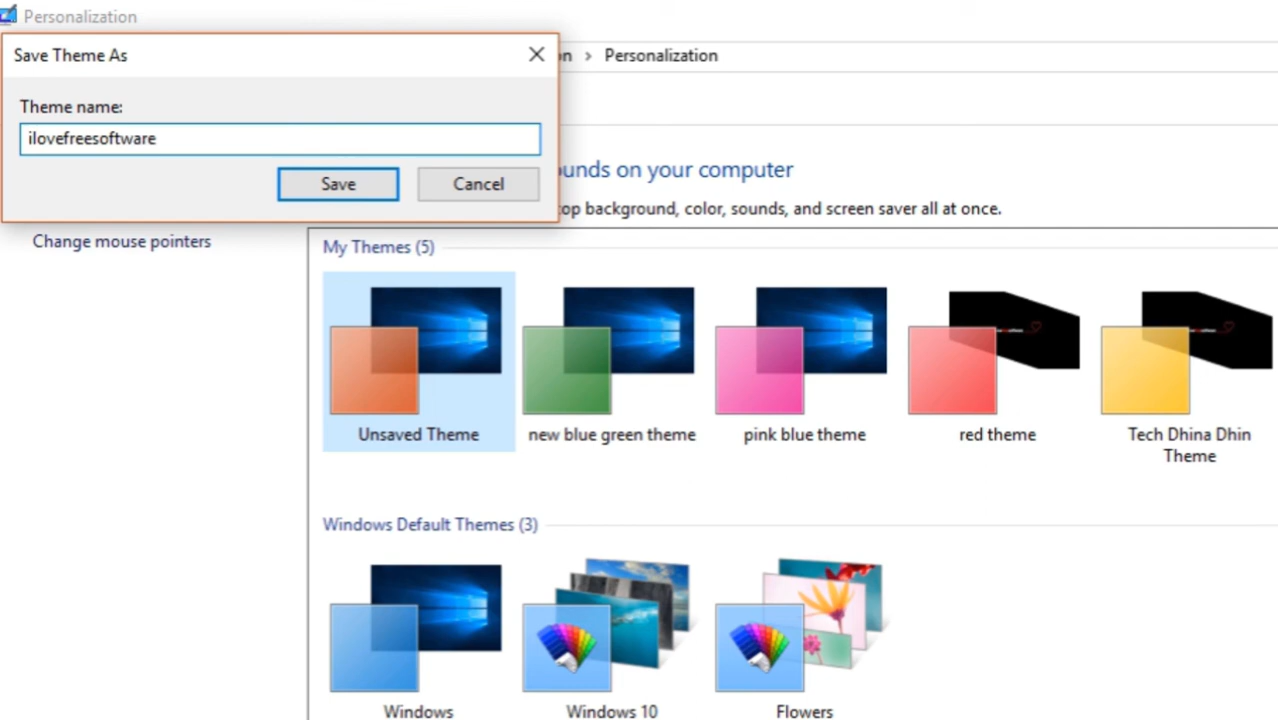 Personalization
Save Theme As
on > Personalization
Theme name:
ilovefreesoftware
Save
Cancel
ounds on your computer
top background, color, sounds, and screen saver all at once.
Change mouse pointers
My Themes (5)
Unsaved Theme
new blue green theme
pink blue theme
red theme
Tech Dhina Dhin
Theme
Windows Default Themes (3)
Windows
Windows 10
Flowers